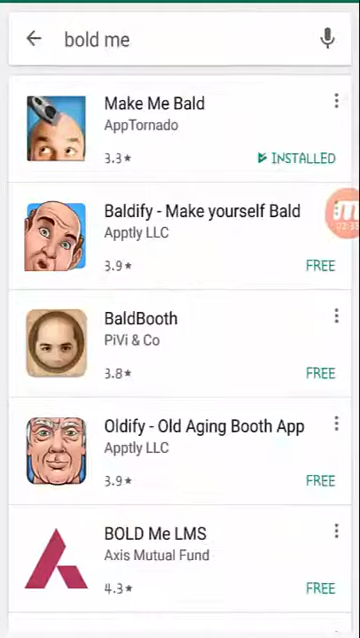 bold me
Make Me Bald
AppTornado
3.3★
INSTALLED
Baldify - Make yourself Bald
Apptly LLC
3.9★
FREE
BaldBooth
PiVi & Co
3.8★
FREE
Oldify - Old Aging Booth App
Apptly LLC
3.9★
FREE
BOLD Me LMS
Axis Mutual Fund
4.3★
FREE